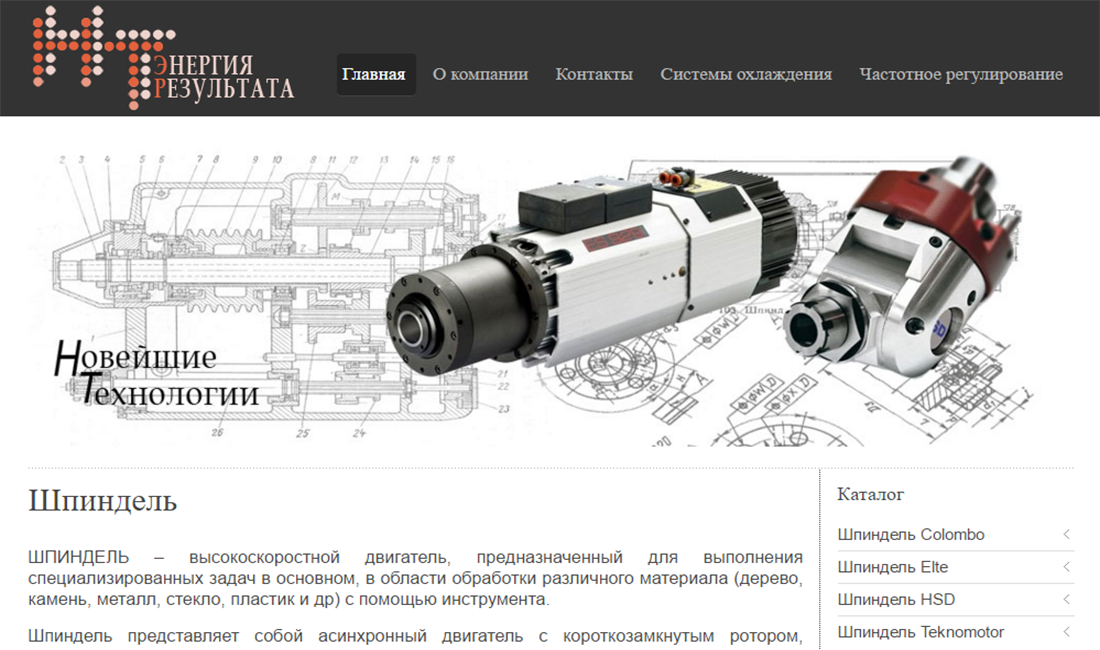 НТ
ЭНЕРГИЯ
РЕЗУЛЬТАТА
Главная
О компании
Контакты
Системы охлаждения
Частотное регулирование
2 3 4 5 6 7 8 9 10 8 11 12 13 14 15 16
М
17
2
21
22
23
26 25 24
Новейшие
Технологии
Шпиндель
ШПИНДЕЛЬ – высокоскоростной двигатель, предназначенный для выполнения
специализированных задач в основном, в области обработки различного материала (дерево,
камень, металл, стекло, пластик и др) с помощью инструмента.
Шпиндель представляет собой асинхронный двигатель с короткозамкнутым ротором,
Каталог
Шпиндель Colombo
Шпиндель Elte
Шпиндель HSD
Шпиндель Teknomotor